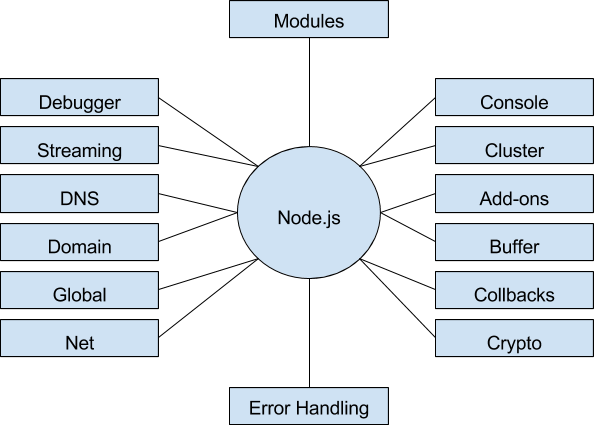 Modules
Debugger
Console
Streaming
Cluster
DNS
Add-ons
Node.js
Domain
Buffer
Global
Collbacks
Net
Crypto
Error Handling